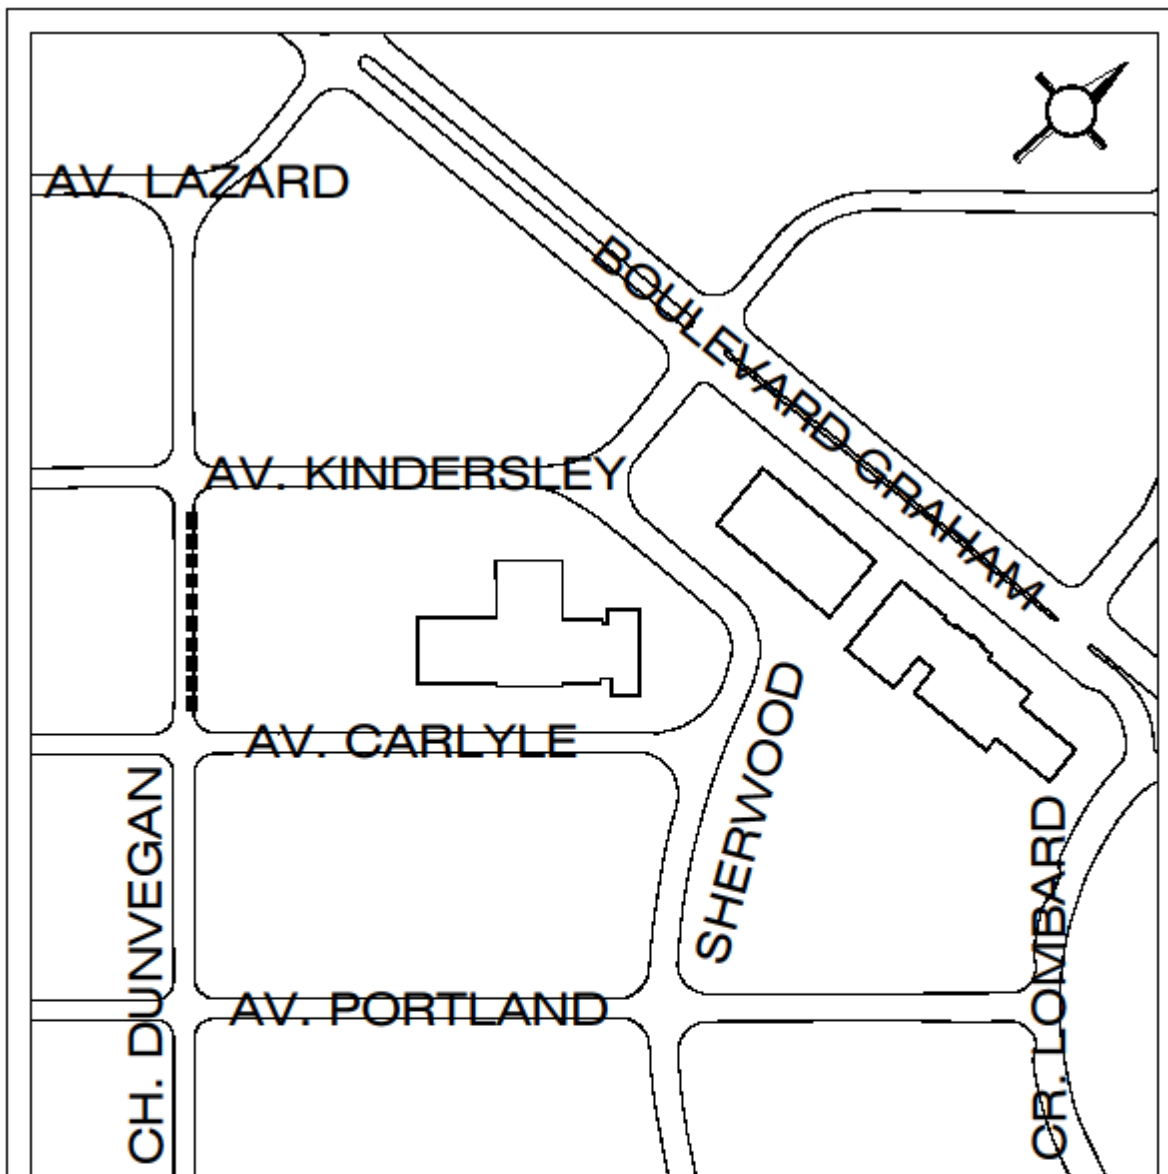 AV. LAZARD
BOULEVARD GRAHAM
AV. KINDERSLEY
SHERWOOD
AV. CARLYLE
CH. DUNVEGAN
CR. LOMBARD
AV. PORTLAND